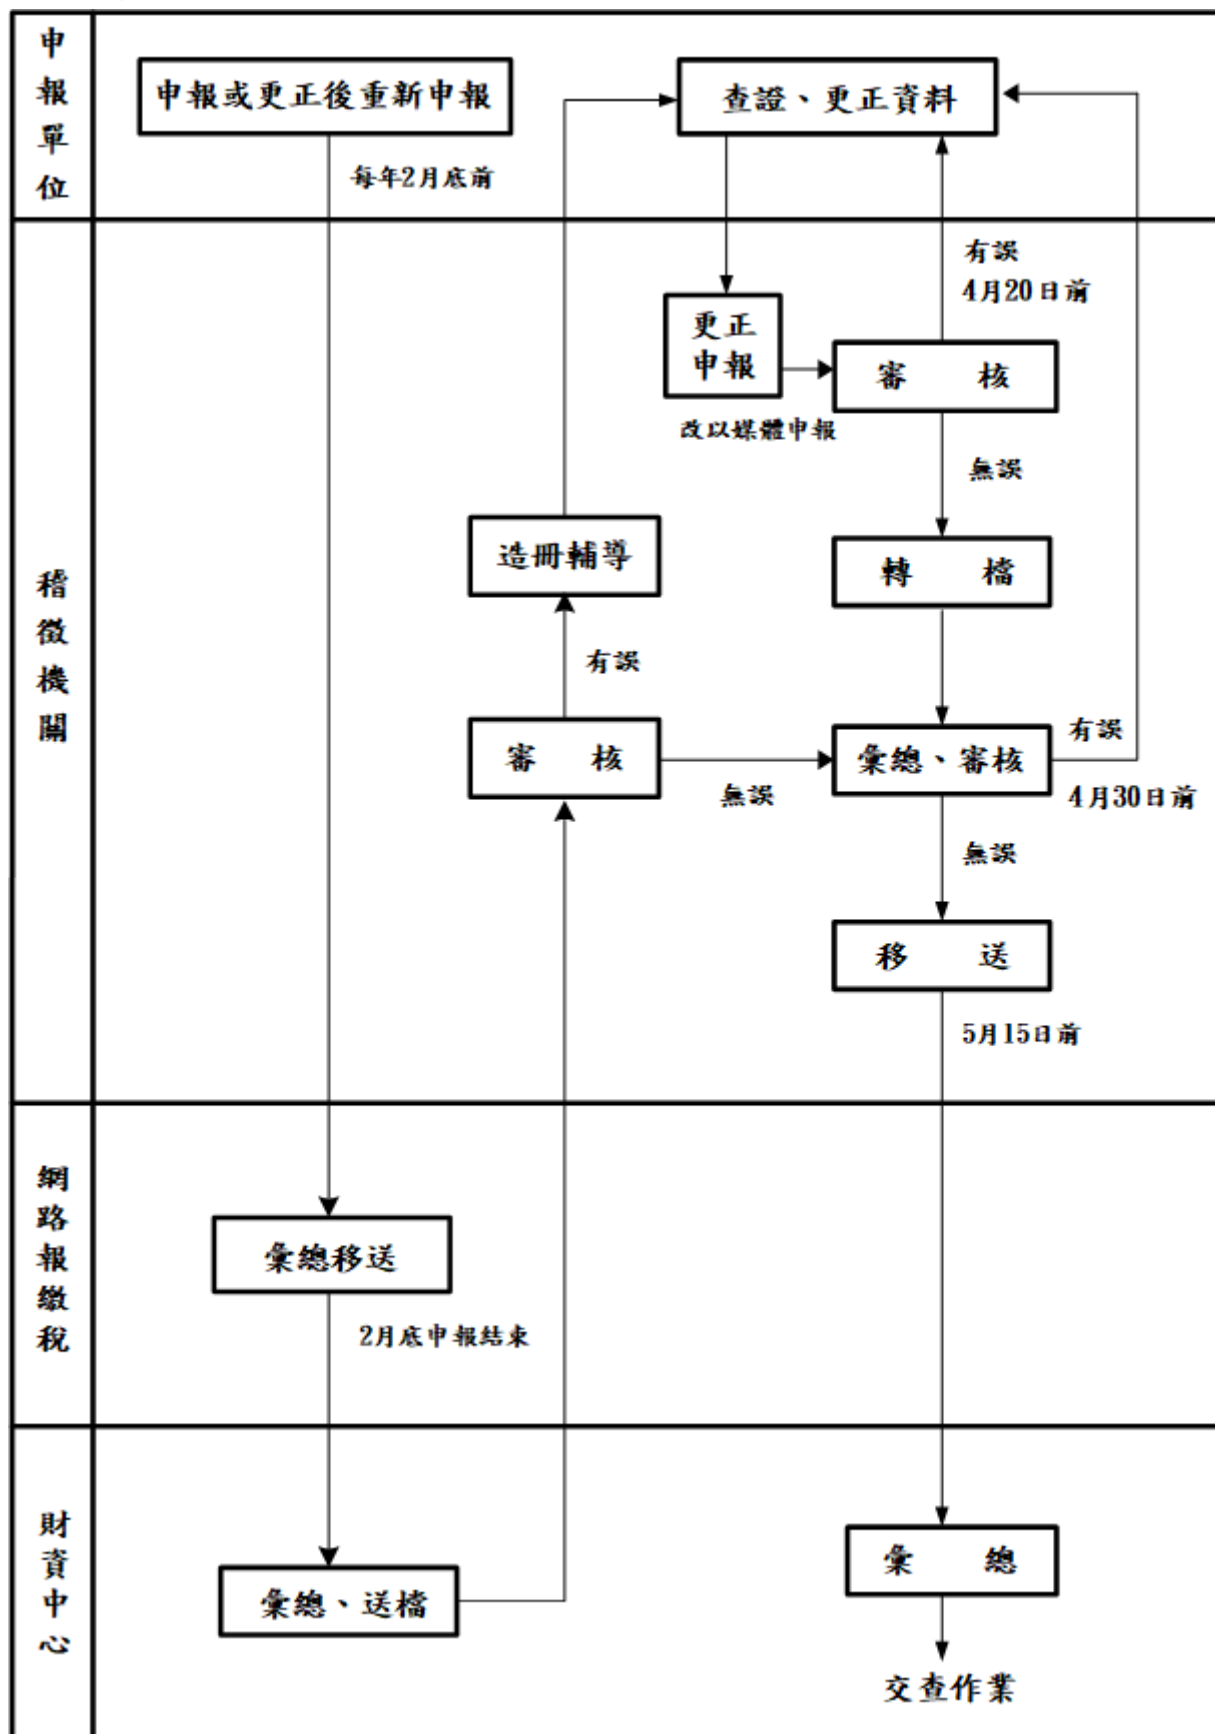 申報單位
申報或更正後重新申報
查證、更正資料
每年2月底前
稽徵機關
有誤
4月20日前
更正
申報
審 核
改以媒體申報
無誤
造冊輔導
轉 檔
有誤
審 核
無誤
彙總、審核
有誤
4月30日前
無誤
移 送
5月15日前
網路報繳稅
彙總移送
2月底申報結束
財資中心
彙總、送檔
彙 總
交查作業